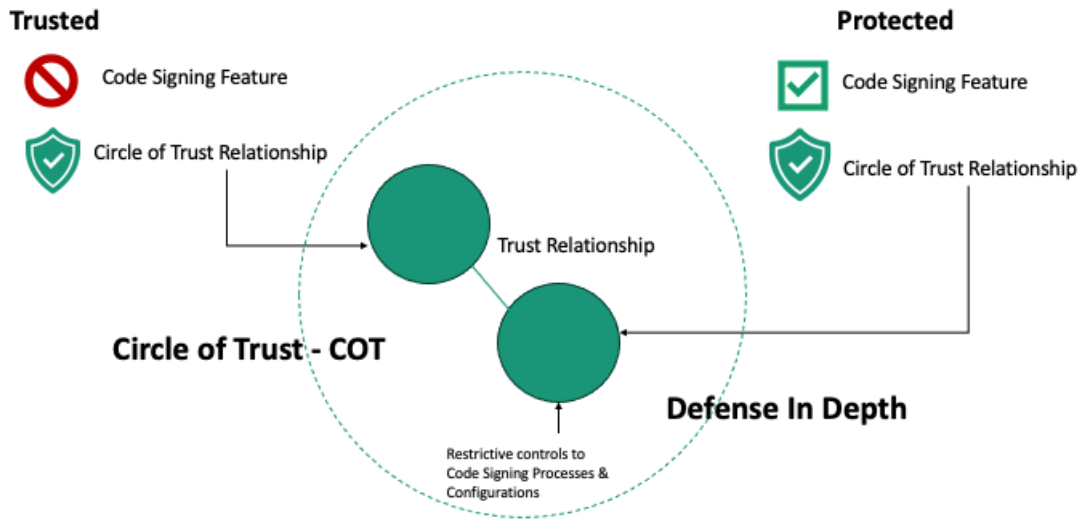 Trusted
Code Signing Feature
Circle of Trust Relationship
Protected
Code Signing Feature
Circle of Trust Relationship
Trust Relationship
Circle of Trust - COT
Defense In Depth
Restrictive controls to
Code Signing Processes &
Configurations